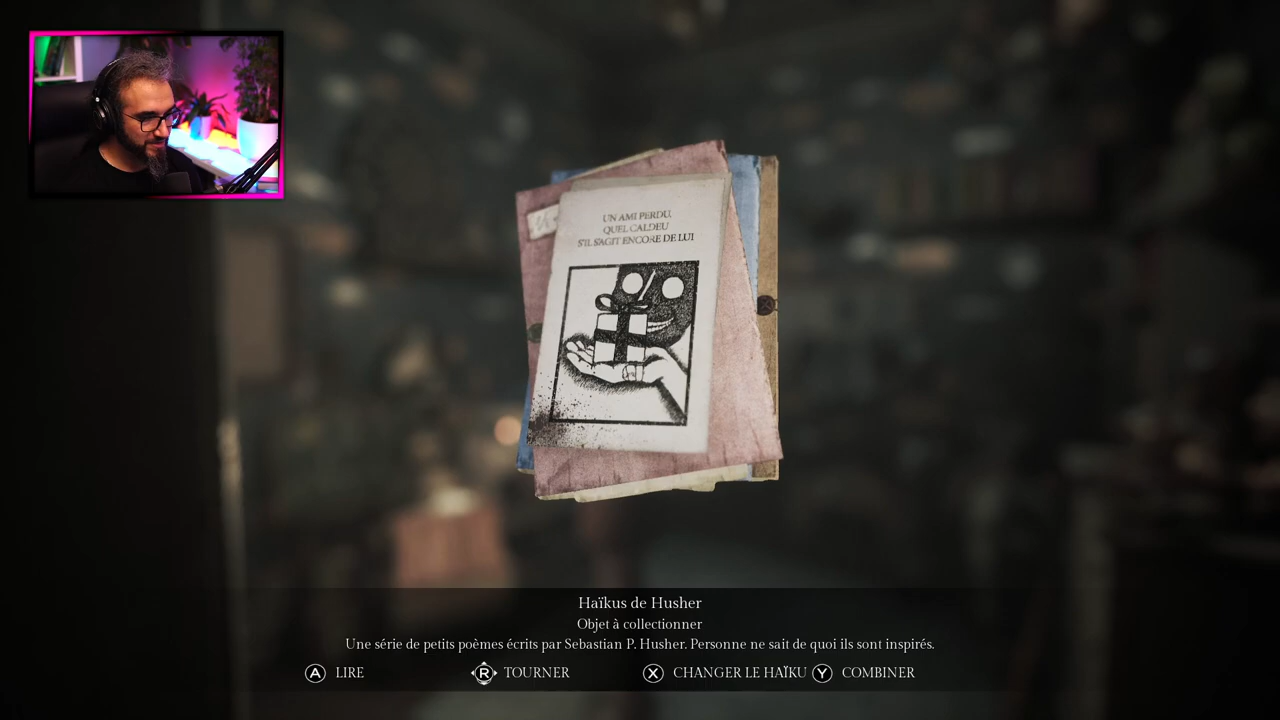 UN AMI PERDU,
QUEL CALDEU
S'IL S'AGIT ENCORE DE LUI
Haïkus de Husher
Objet à collectionner
Une série de petits poèmes écrits par Sebastian P. Husher. Personne ne sait de quoi ils sont inspirés.
A LIRE R TOURNER X CHANGER LE HAÏKU Y COMBINER